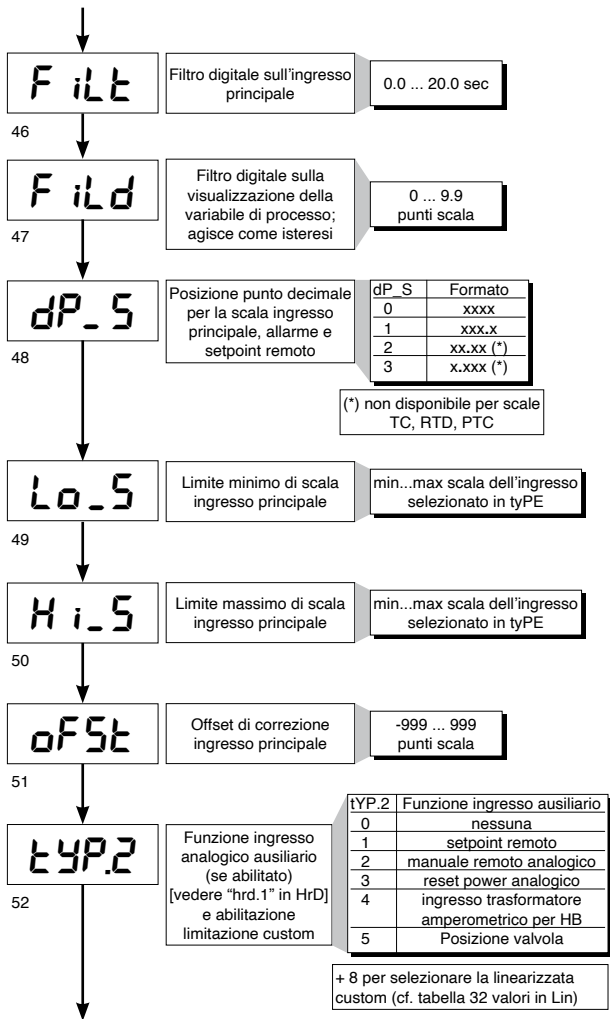 FiLt
Filtro digitale sull'ingresso
principale
0.0 ... 20.0 sec
46
FiLd
Filtro digitale sulla
visualizzazione della
variabile di processo;
agisce come isteresi
0 ... 9.9
punti scala
47
dP_S
Posizione punto decimale
per la scala ingresso
principale, allarme e
setpoint remoto
dP_S Formato
0 xxxx
1 xxx.x
2 xx.xx (*)
3 x.xxx (*)
(*) non disponibile per scale
TC, RTD, PTC
48
Lo_S
Limite minimo di scala
ingresso principale
min...max scala dell'ingresso
selezionato in tyPE
49
Hi_S
Limite massimo di scala
ingresso principale
min...max scala dell'ingresso
selezionato in tyPE
50
oFSt
Offset di correzione
ingresso principale
-999 ... 999
punti scala
51
tYP.2
Funzione ingresso
analogico ausiliario
(se abilitato)
[vedere “hrd.1” in HrD]
e abilitazione
limitazione custom
tYP.2 Funzione ingresso ausiliario
0 nessuna
1 setpoint remoto
2 manuale remoto analogico
3 reset power analogico
4 ingresso trasformatore
amperometrico per HB
5 Posizione valvola
+ 8 per selezionare la linearizzata
custom (cf. tabella 32 valori in Lin)
52